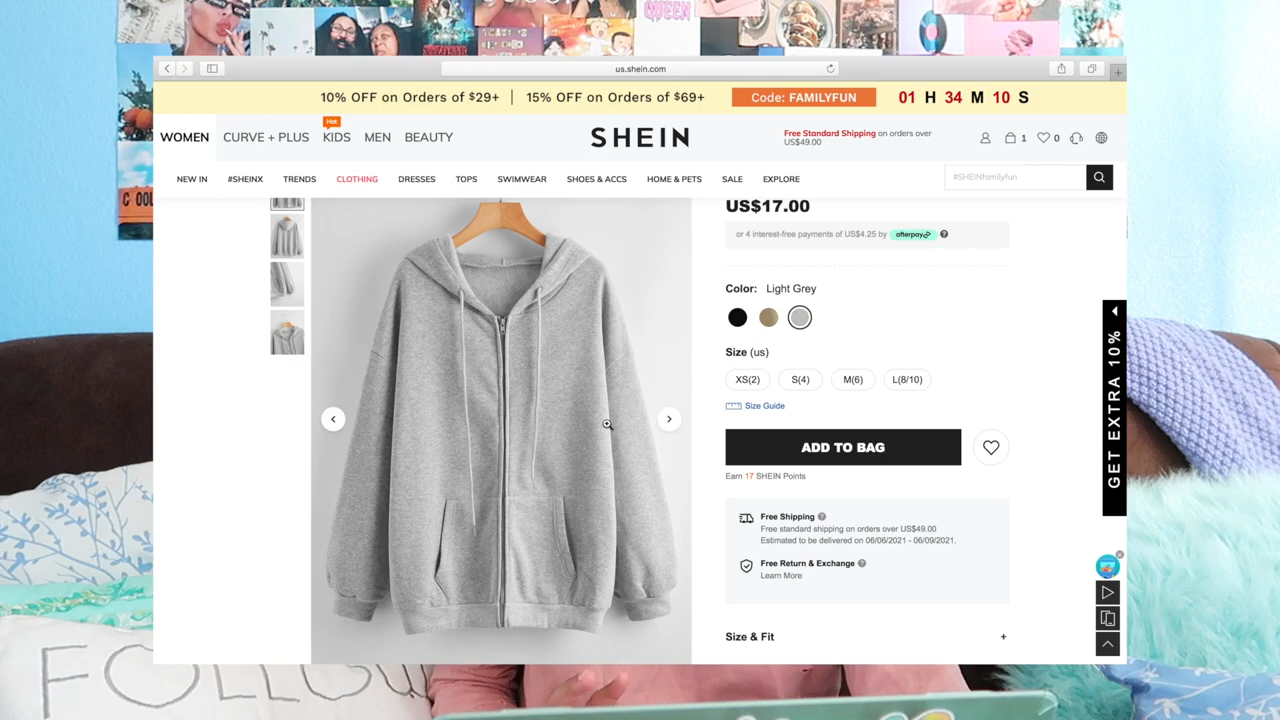 QUEEN
us.shein.com
10% OFF on Orders of $29+
15% OFF on Orders of $69+
Code: FAMILYFUN
01 H 34 M 10 S
WOMEN
CURVE + PLUS
Hot
KIDS
MEN
BEAUTY
SHEIN
Free Standard Shipping on orders over
US$49.00
1
0
NEW IN
#SHEINX
TRENDS
CLOTHING
DRESSES
TOPS
SWIMWEAR
SHOES & ACCS
HOME & PETS
SALE
EXPLORE
#SHEINfamilyfun
US$17.00
or 4 interest-free payments of US$4.25 by afterpay
Color: Light Grey
Size (us)
XS(2)
S(4)
M(6)
L(8/10)
Size Guide
ADD TO BAG
Earn 17 SHEIN Points
Free Shipping
Free standard shipping on orders over US$49.00
Estimated to be delivered on 06/06/2021 - 06/09/2021.
Free Return & Exchange
Learn More
Size & Fit
+
GET EXTRA 10%
FOLLOW